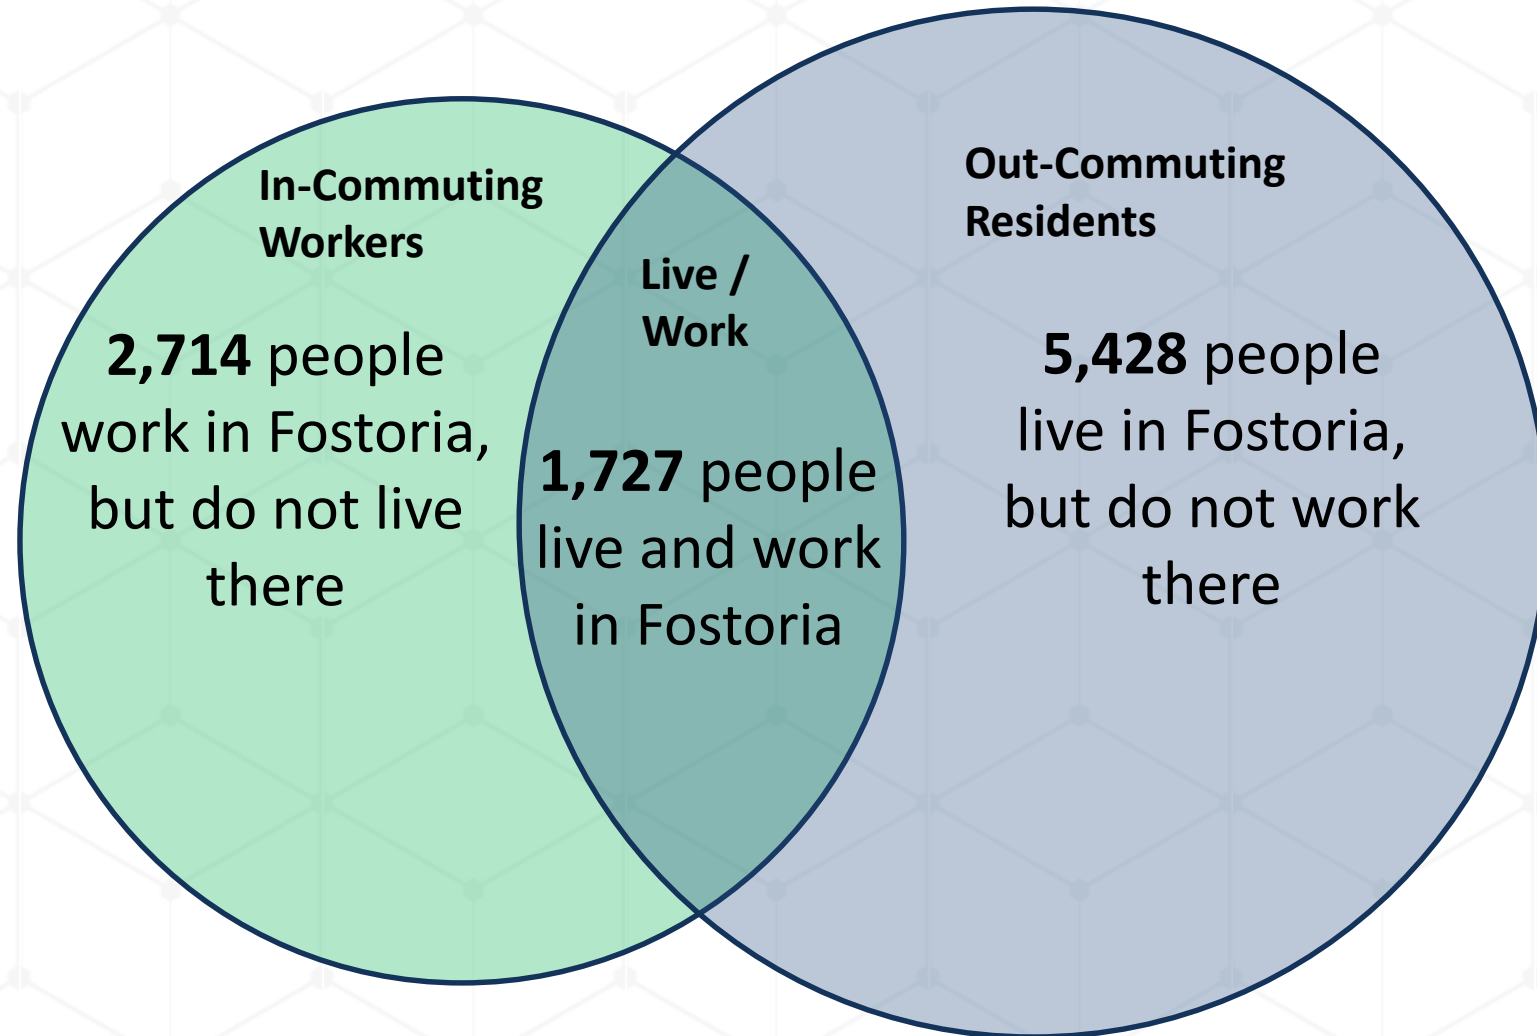 In-Commuting
Workers
2,714 people
work in Fostoria,
but do not live
there
Live /
Work
1,727 people
live and work
in Fostoria
Out-Commuting
Residents
5,428 people
live in Fostoria,
but do not work
there